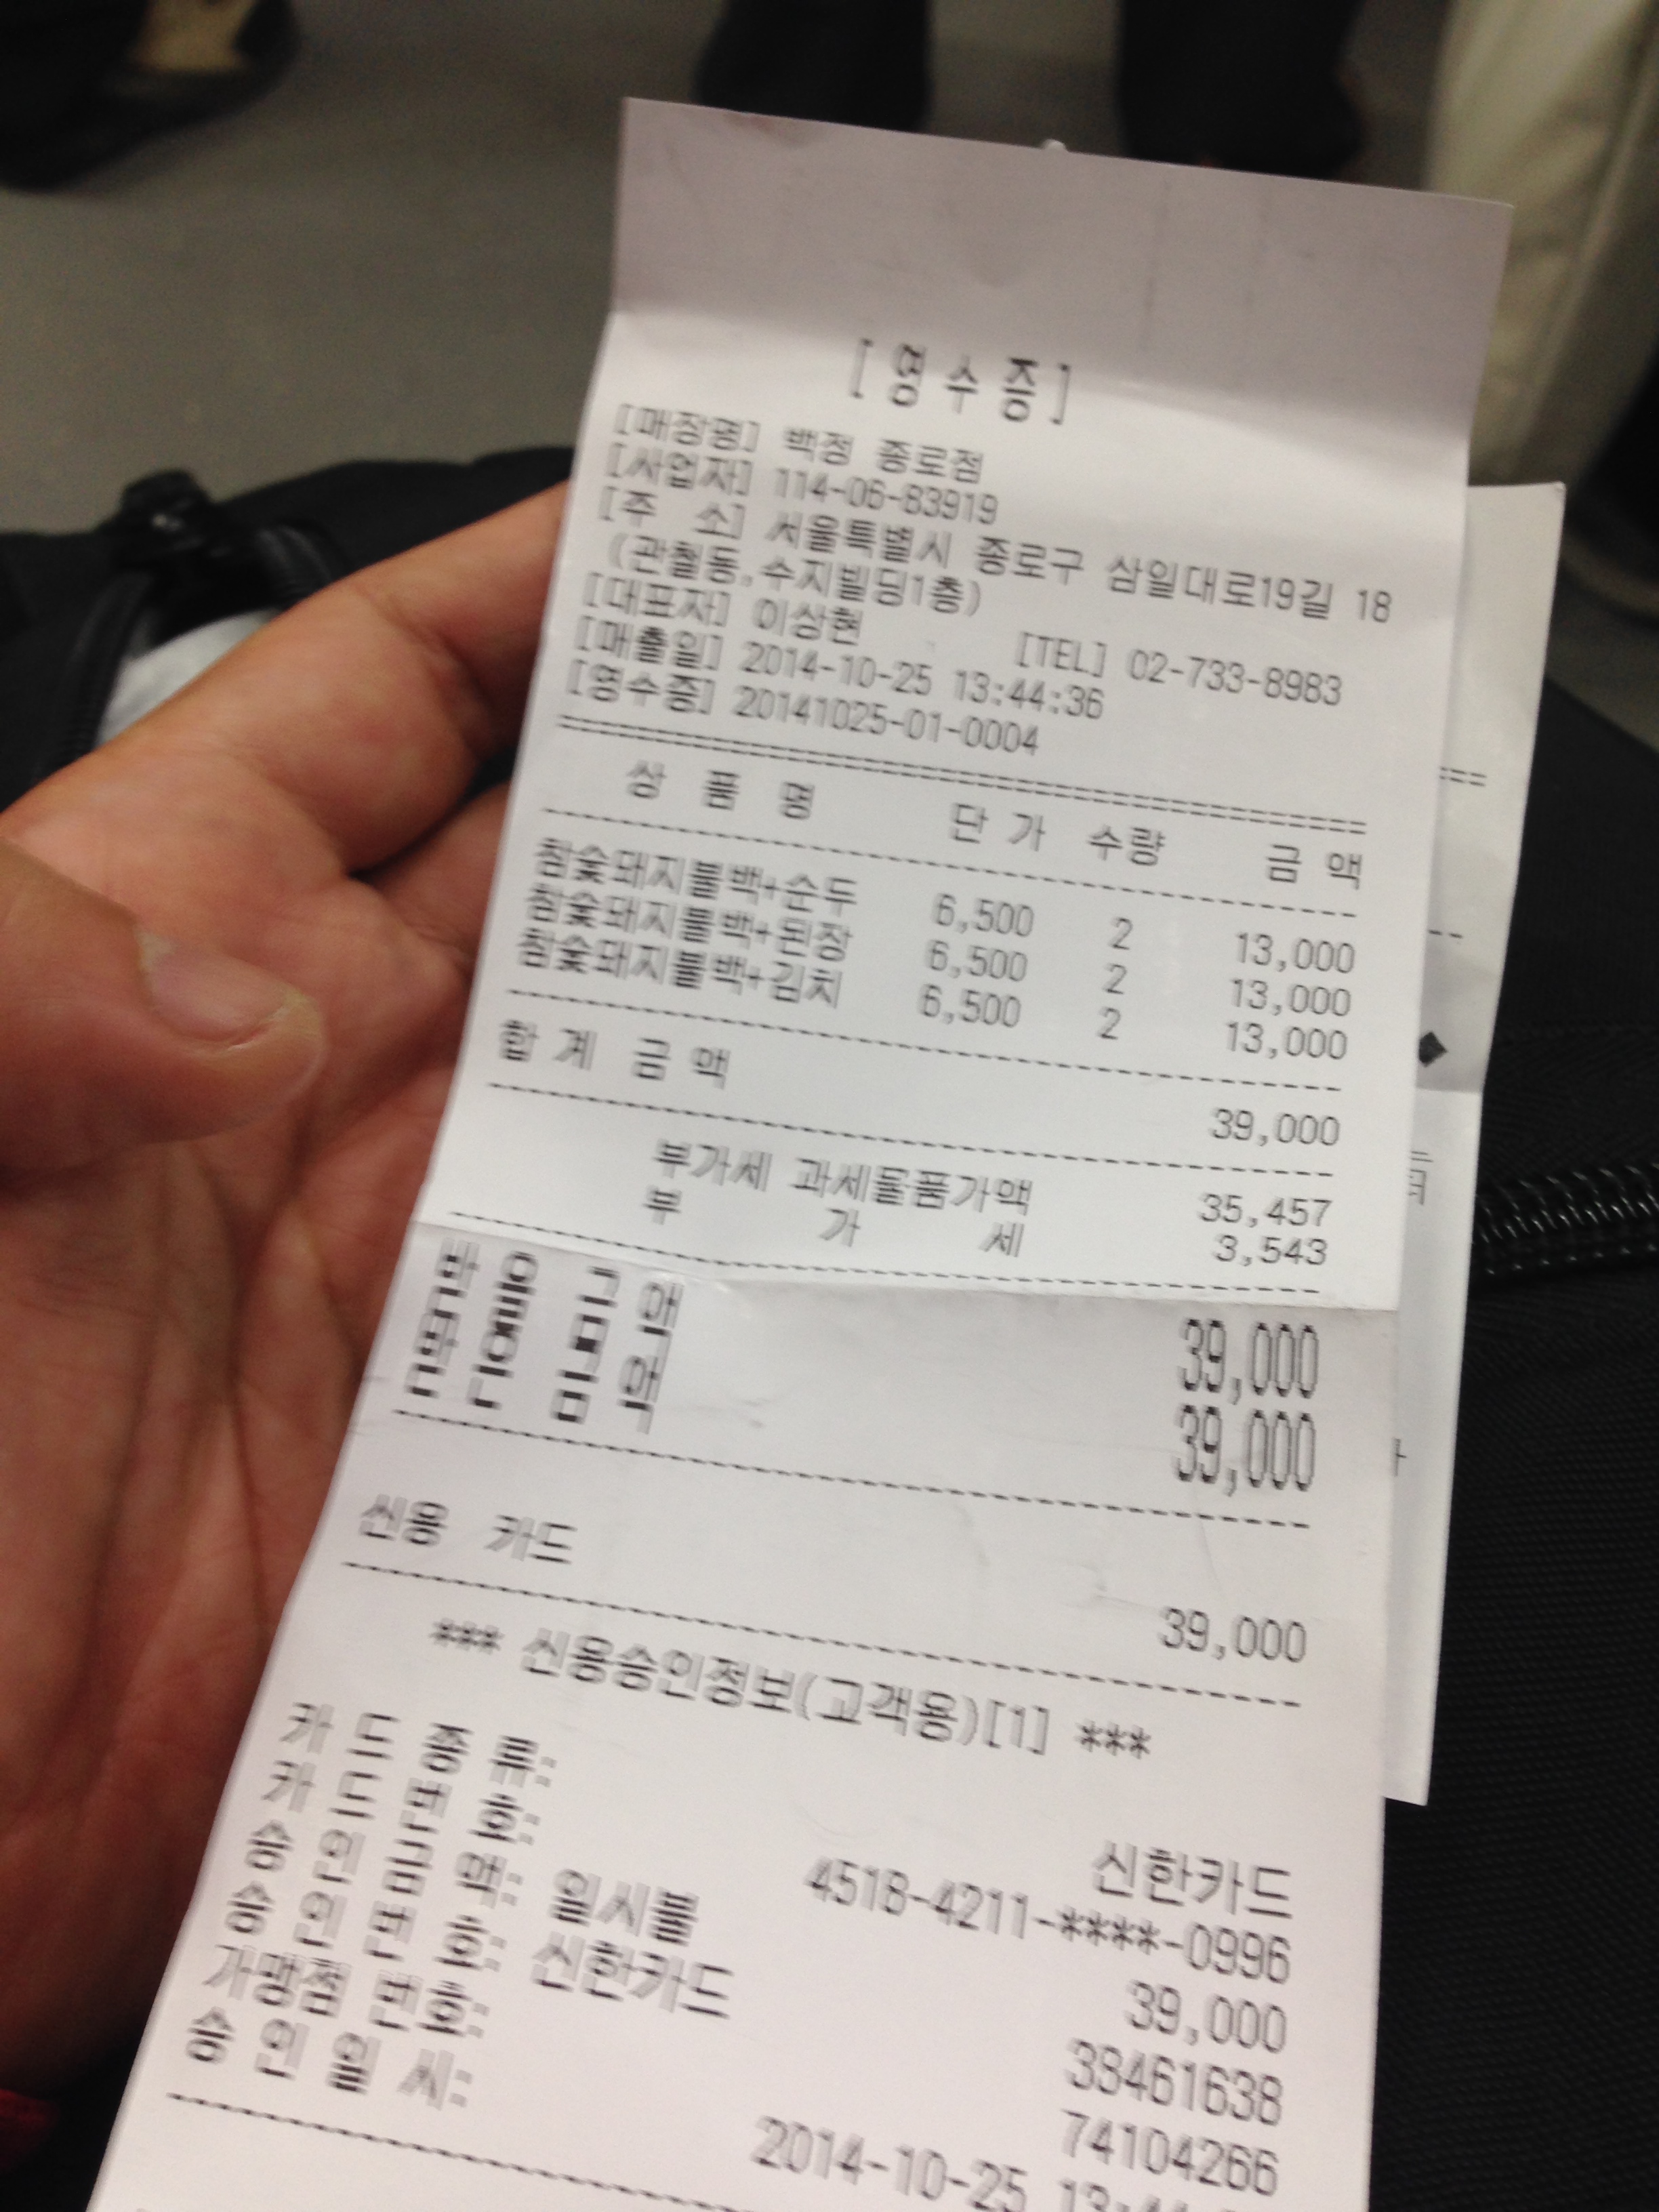 [ 영 수 증 ]
[매장명] 백점 종로점
[사업자] 114-06-83919
[주 소] 서울특별시 종로구 삼일대로19길 18
(관철동,수지빌딩1층)
[대표자] 이상현 [TEL] 02-733-8983
[매출일] 2014-10-25 13:44:36
[영수증] 20141025-01-0004
상 품 명 단 가 수량 금 액
참숯돼지불백+순두 6,500 2 13,000
참숯돼지불백+된장 6,500 2 13,000
참숯돼지불백+김치 6,500 2 13,000
합 계 금 액 39,000
부가세 과세물품가액 35,457
부 가 세 3,543
받 을 금 액 39,000
받 은 금 액 39,000
신용 카드 39,000
*** 신용승인정보(고객용)[1] ***
카 드 종 류: 신한카드
카 드 번 호: 4518-4211-****-0996
승 인 금 액: 일시불 39,000
승 인 번 호: 신한카드 38461638
가맹점 번호: 74104266
승 인 일 시: 2014-10-25